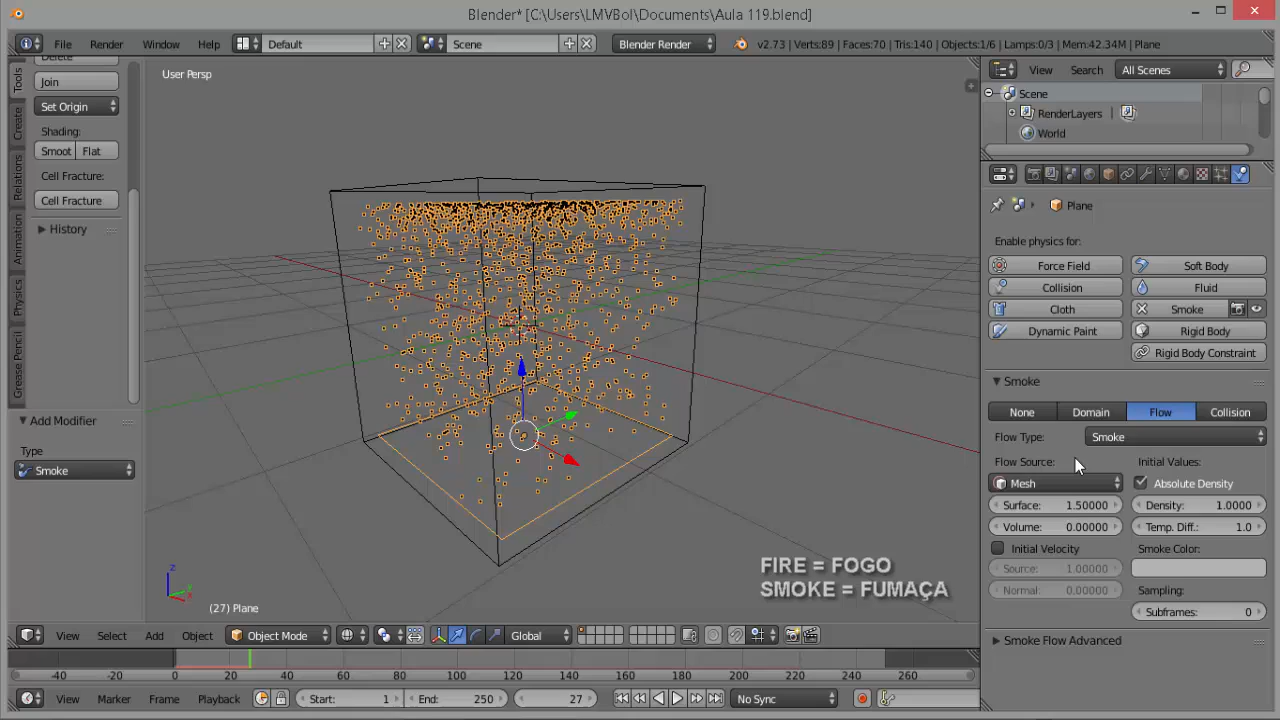 Blender* [C:\Users\LMVBol\Documents\Aula 119.blend]
File Render Window Help Default Scene Blender Render v2.73 | Verts:89 | Faces:70 | Tris:140 | Objects:1/6 | Lamps:0/3 | Mem:42.34M | Plane
Delete
Join
Set Origin
Shading:
Smoot Flat
Cell Fracture:
Cell Fracture
History
Tools
Create
Relations
Animation
Physics
Grease Pencil
Add Modifier
Type
Smoke
User Persp
FIRE = FOGO
SMOKE = FUMAÇA
(27) Plane
View Select Add Object Object Mode Global
-40 -20 0 20 40 60 80 100 120 140 160 180 200 220 240 260
View Marker Frame Playback Start: 1 End: 250 27 No Sync
View Search All Scenes
Scene
RenderLayers
World
Plane
Enable physics for:
Force Field Soft Body
Collision Fluid
Cloth Smoke
Dynamic Paint Rigid Body
Rigid Body Constraint
Smoke
None Domain Flow Collision
Flow Type: Smoke
Flow Source: Initial Values:
Mesh Absolute Density
Surface: 1.50000 Density: 1.0000
Volume: 0.00000 Temp. Diff.: 1.0
Initial Velocity Smoke Color:
Source: 1.00000
Normal: 0.00000 Sampling:
Subframes: 0
Smoke Flow Advanced